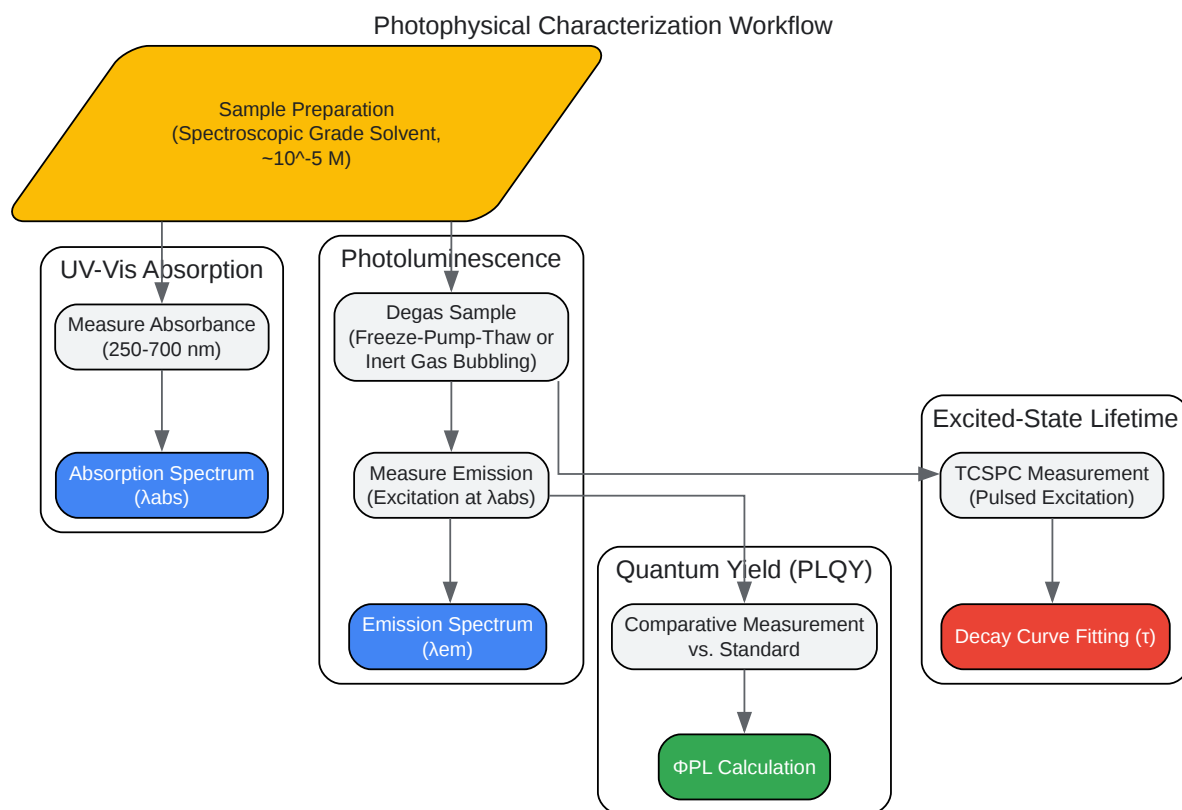 Photophysical Characterization Workflow
Sample Preparation
(Spectroscopic Grade Solvent,
~10^-5 M)
UV-Vis Absorption
Measure Absorbance
(250-700 nm)
Absorption Spectrum
(λabs)
Photoluminescence
Degas Sample
(Freeze-Pump-Thaw or
Inert Gas Bubbling)
Measure Emission
(Excitation at λabs)
Emission Spectrum
(λem)
Quantum Yield (PLQY)
Comparative Measurement
vs. Standard
ΦPL Calculation
Excited-State Lifetime
TCSPC Measurement
(Pulsed Excitation)
Decay Curve Fitting (τ)